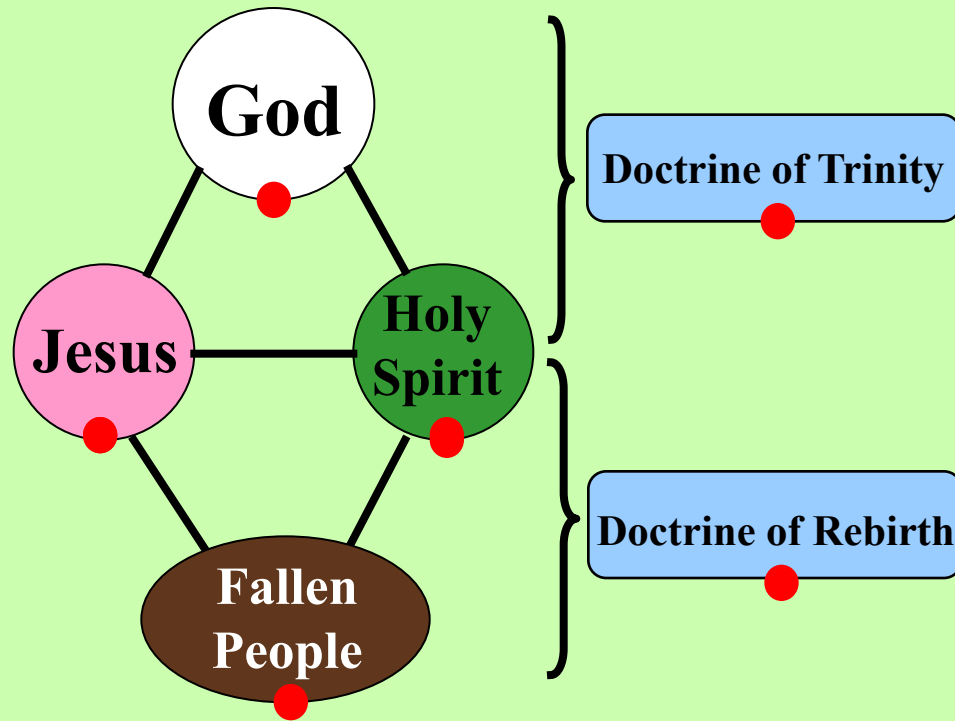 God
Doctrine of Trinity
Jesus
Holy
Spirit
Doctrine of Rebirth
Fallen
People